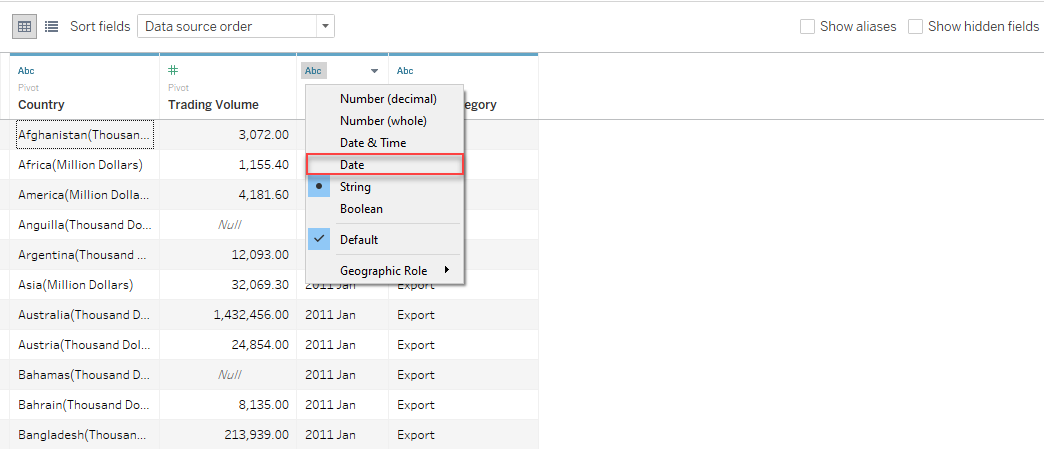 Sort fields Data source order Show aliases Show hidden fields
Abc # Abc Abc
Pivot Pivot
Country Trading Volume egory
Number (decimal)
Number (whole)
Date & Time
Date
String
Boolean
Default
Geographic Role
Afghanistan(Thousan... 3,072.00
Africa(Million Dollars) 1,155.40
America(Million Dolla... 4,181.60
Anguilla(Thousand Do... Null
Argentina(Thousand ... 12,093.00
Asia(Million Dollars) 32,069.30 2011 Jan Export
Australia(Thousand D... 1,432,456.00 2011 Jan Export
Austria(Thousand Dol... 24,854.00 2011 Jan Export
Bahamas(Thousand D... Null 2011 Jan Export
Bahrain(Thousand Do... 8,135.00 2011 Jan Export
Bangladesh(Thousan... 213,939.00 2011 Jan Export